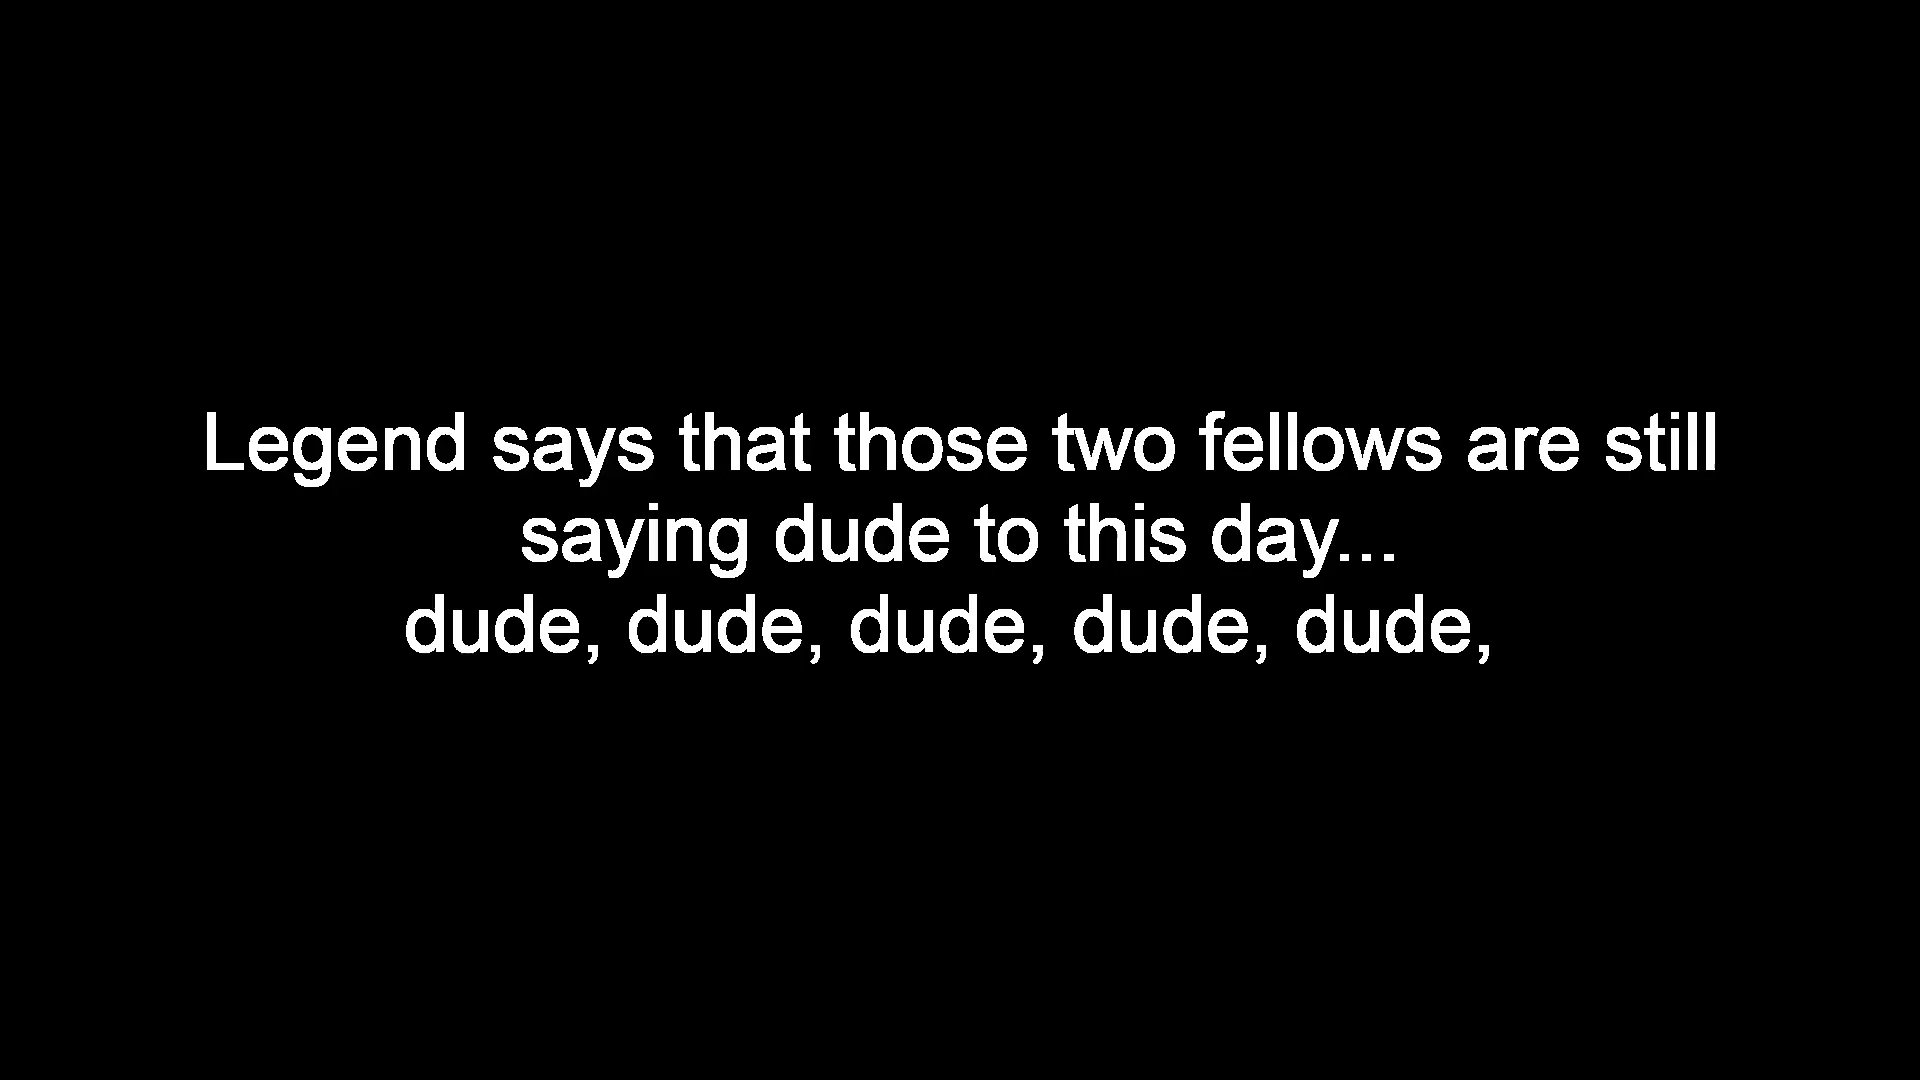 Legend says that those two fellows are still
saying dude to this day...
dude, dude, dude, dude, dude,